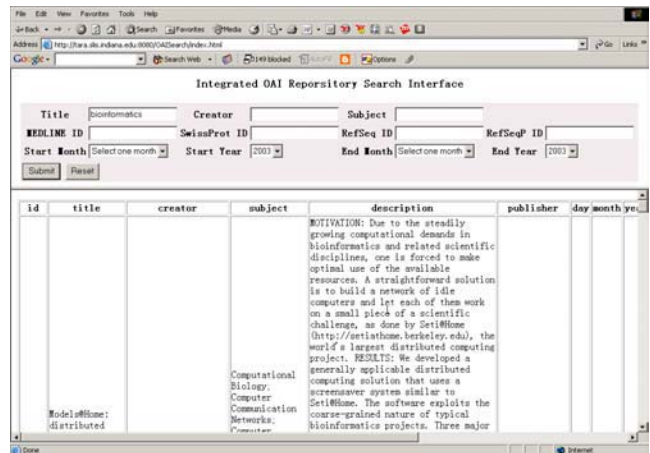 File Edit View Favorites Tools Help
Back Search Favorites Media
Address http://tara.slis.indiana.edu:8080/OAISearch/index.html Go Links
Google Search Web 1149 blocked Options
Integrated OAI Reporsitory Search Interface
Title bioinformatics Creator Subject
MEDLINE ID SwissProt ID RefSeq ID RefSeqP ID
Start Month Select one month Start Year 2003 End Month Select one month End Year 2003
Submit Reset
id title creator subject description publisher day month ye
MOTIVATION: Due to the steadily
growing computational demands in
bioinformatics and related scientific
disciplines, one is forced to make
optimal use of the available
resources. A straightforward solution
is to build a network of idle
computers and let each of them work
on a small piece of a scientific
challenge, as done by Seti@Home
(http://setiathome.berkeley.edu), the
world's largest distributed computing
project. RESULTS: We developed a
generally applicable distributed
computing solution that uses a
screensaver system similar to
Seti@Home. The software exploits the
coarse-grained nature of typical
bioinformatics projects. Three major
Computational
Biology;
Computer
Communication
Networks;
Computer
Models@Home:
distributed
Done Internet